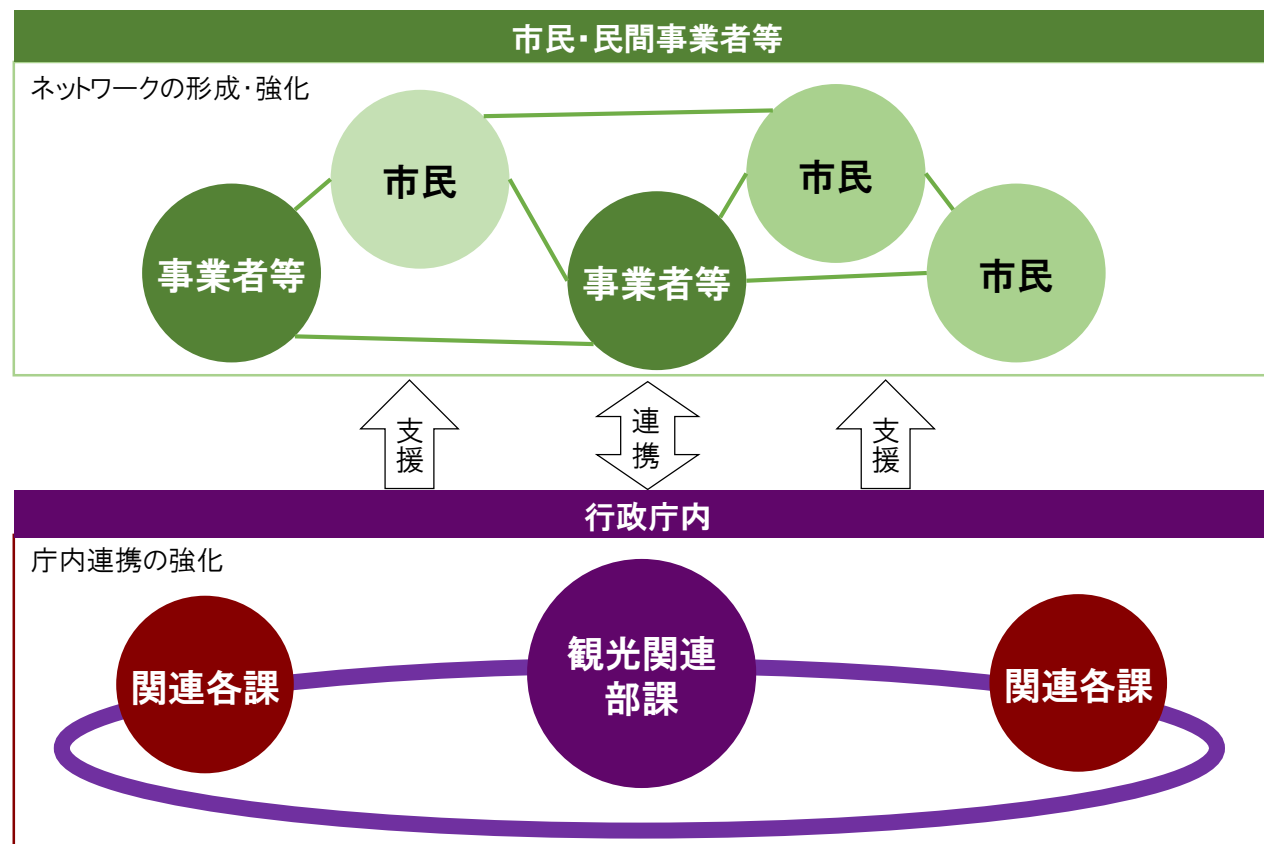 市民・民間事業者等
ネットワークの形成・強化
市民
市民
事業者等
事業者等
市民
支援
連携
支援
行政庁内
庁内連携の強化
関連各課
観光関連
部課
関連各課